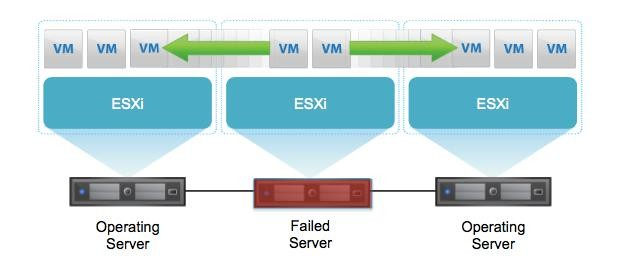 VM VM VM VM VM VM VM VM
ESXi ESXi ESXi
Operating Server
Failed Server
Operating Server